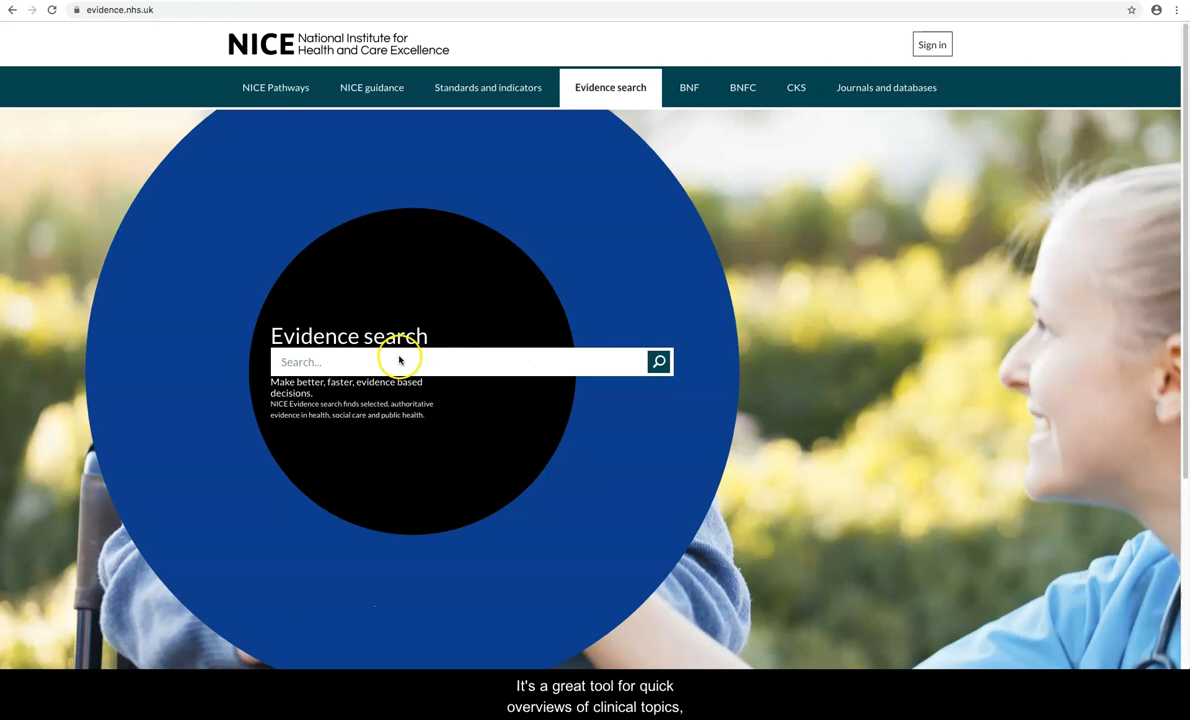 evidence.nhs.uk
NICE National Institute for
Health and Care Excellence
Sign in
NICE Pathways NICE guidance Standards and indicators Evidence search BNF BNFC CKS Journals and databases
Evidence search
Search...
Make better, faster, evidence based
decisions.
NICE Evidence search finds selected, authoritative
evidence in health, social care and public health.
It's a great tool for quick
overviews of clinical topics,